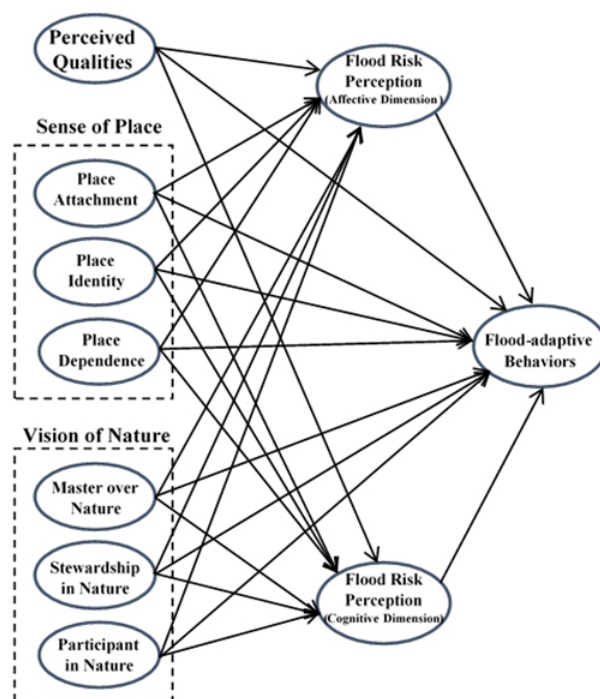 Perceived
Qualities
Flood Risk
Perception
(Affective Dimension)
Sense of Place
Place
Attachment
Place
Identity
Place
Dependence
Flood-adaptive
Behaviors
Vision of Nature
Master over
Nature
Stewardship
in Nature
Participant
in Nature
Flood Risk
Perception
(Cognitive Dimension)